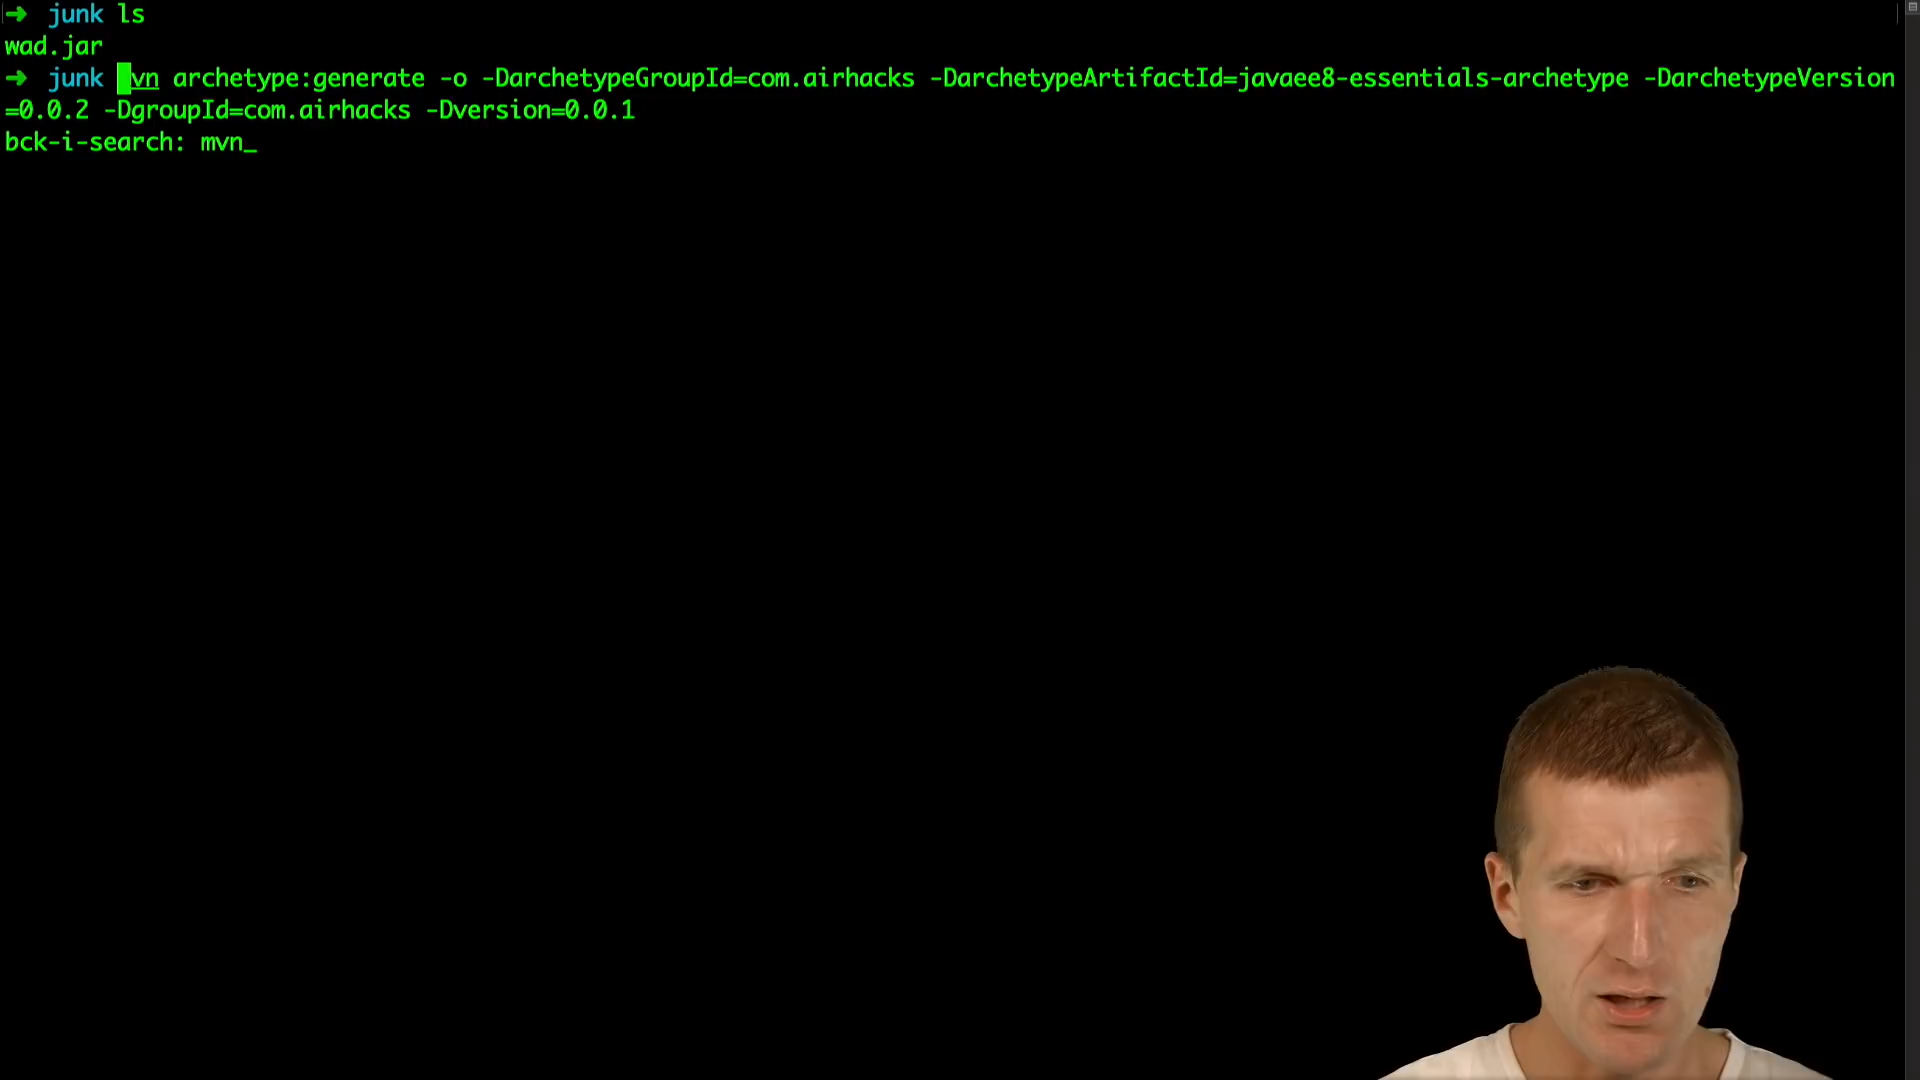 ➜ junk ls
wad.jar
➜ junk mvn archetype:generate -o -DarchetypeGroupId=com.airhacks -DarchetypeArtifactId=javaee8-essentials-archetype -DarchetypeVersion
=0.0.2 -DgroupId=com.airhacks -Dversion=0.0.1
bck-i-search: mvn_